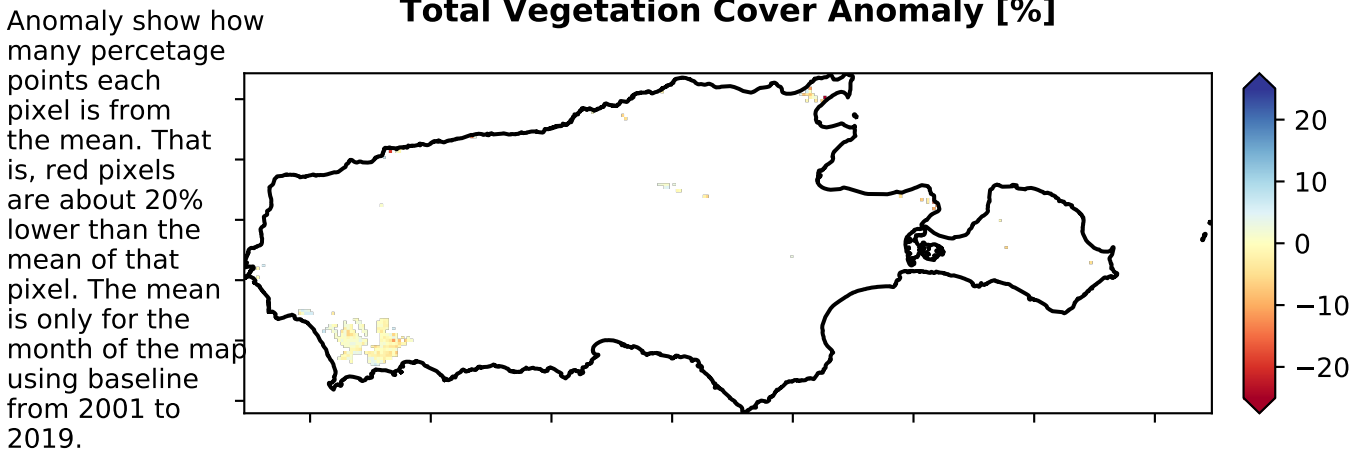 Total Vegetation Cover Anomaly [%]
Anomaly show how
many percetage
points each
pixel is from
the mean. That
is, red pixels
are about 20%
lower than the
mean of that
pixel. The mean
is only for the
month of the map
using baseline
from 2001 to
2019.
20
10
0
−10
−20